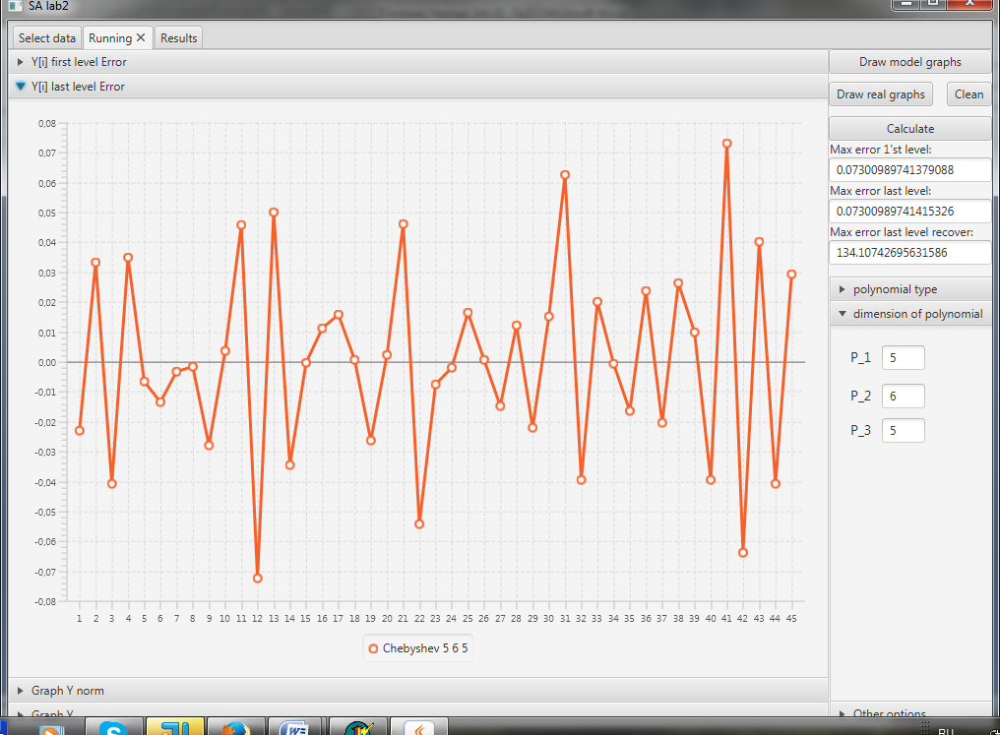 SA lab2
Select data
Running
Results
Y[i] first level Error
Y[i] last level Error
0,08
0,07
0,06
0,05
0,04
0,03
0,02
0,01
0,00
-0,01
-0,02
-0,03
-0,04
-0,05
-0,06
-0,07
-0,08
1 2 3 4 5 6 7 8 9 10 11 12 13 14 15 16 17 18 19 20 21 22 23 24 25 26 27 28 29 30 31 32 33 34 35 36 37 38 39 40 41 42 43 44 45
Chebyshev 5 6 5
Graph Y norm
Graph Y
Draw model graphs
Draw real graphs
Clean
Calculate
Max error 1'st level:
0.07300989741379088
Max error last level:
0.07300989741415326
Max error last level recover:
134.10742695631586
polynomial type
dimension of polynomial
P_1 5
P_2 6
P_3 5
Other options
RU